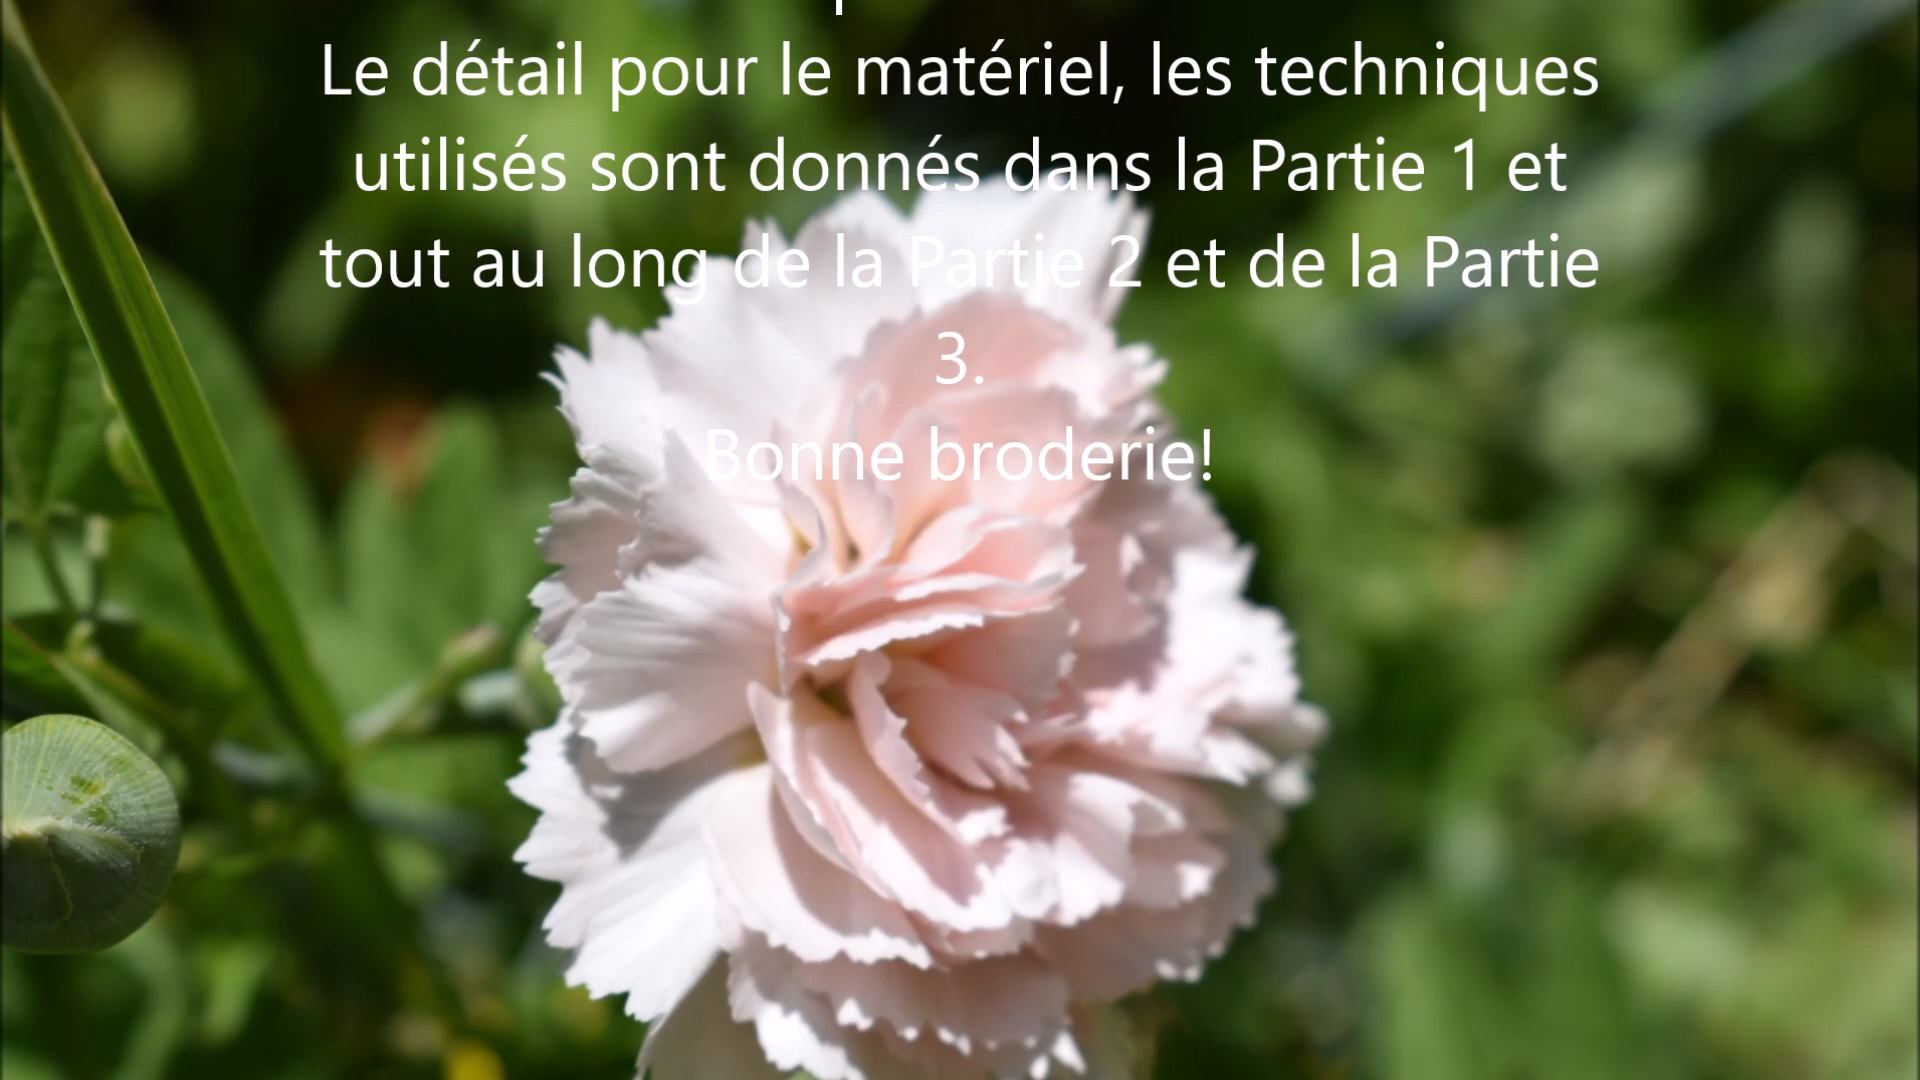 Le détail pour le matériel, les techniques
utilisés sont donnés dans la Partie 1 et
tout au long de la Partie 2 et de la Partie
3.
Bonne broderie!